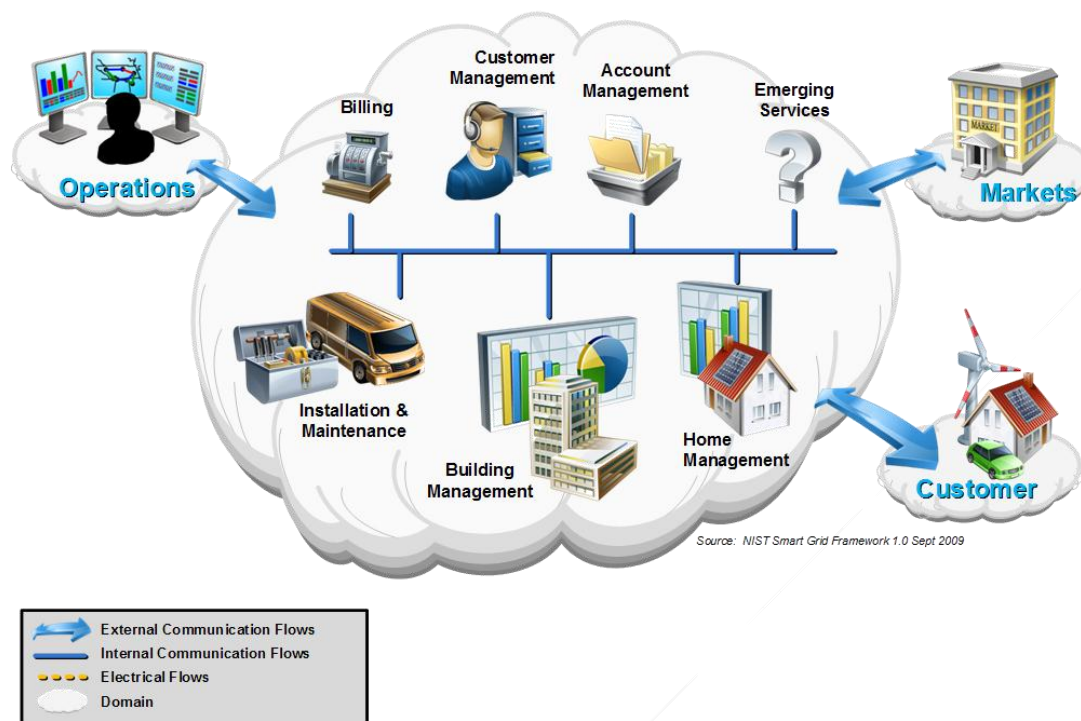 Customer
Management
Account
Management
Emerging
Services
Billing
MARKET
Operations
Markets
Installation &
Maintenance
Building
Management
Home
Management
Customer
Source: NIST Smart Grid Framework 1.0 Sept 2009
External Communication Flows
Internal Communication Flows
Electrical Flows
Domain